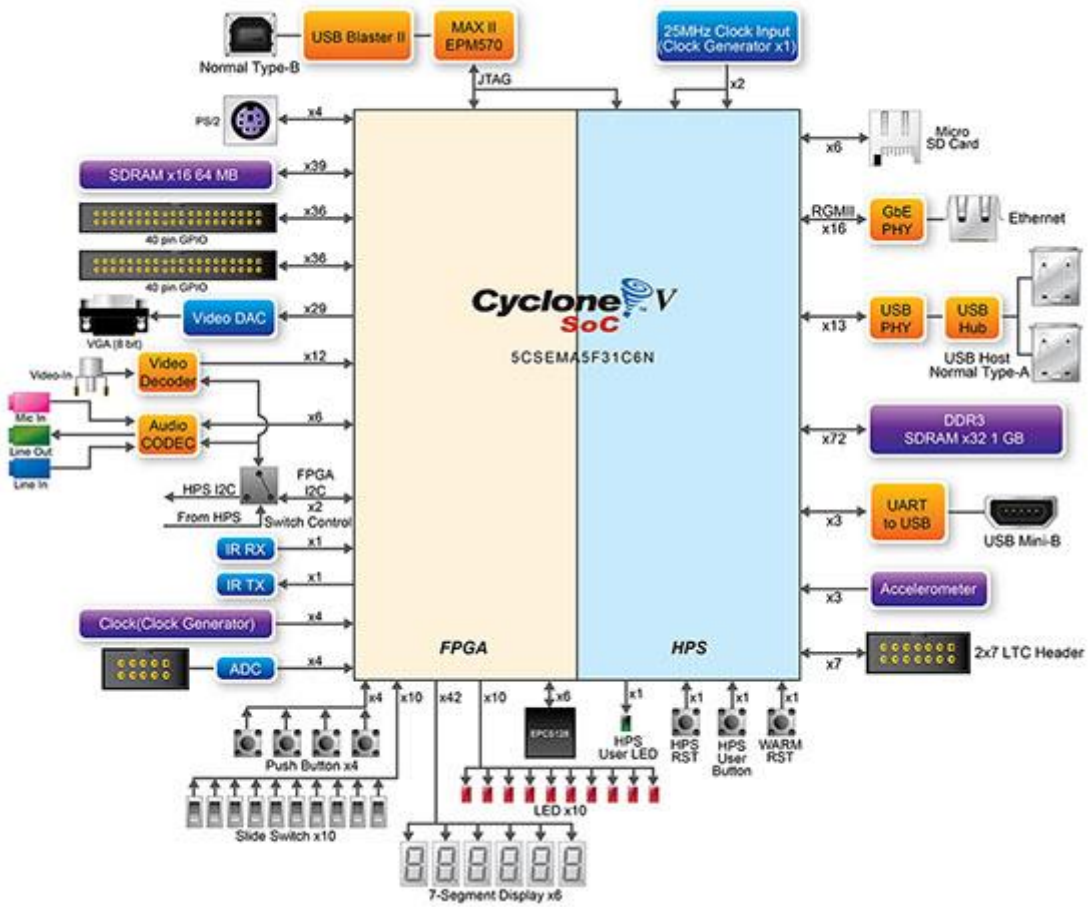 Normal Type-B
USB Blaster II
MAX II
EPM570
25MHz Clock Input
(Clock Generator x1)
JTAG
x2
PS/2
x4
x6
Micro
SD Card
SDRAM x16 64 MB
x39
x36
40 pin GPIO
RGMII
x16
GbE
PHY
Ethernet
x36
40 pin GPIO
Cyclone V
SoC
5CSEMA5F31C6N
VGA (8 bit)
Video DAC
x29
x13
USB
PHY
USB
Hub
USB Host
Normal Type-A
Video-In
Video
Decoder
x12
Mic In
Line Out
Line In
Audio
CODEC
x6
x72
DDR3
SDRAM x32 1 GB
HPS I2C
From HPS
FPGA
I2C
x2
Switch Control
x3
UART
to USB
USB Mini-B
IR RX
x1
IR TX
x1
x3
Accelerometer
Clock(Clock Generator)
x4
ADC
x4
FPGA
HPS
x7
2x7 LTC Header
x4
x10
x42
x10
x6
x1
x1
x1
x1
Push Button x4
EPCS128
HPS
User LED
HPS
RST
HPS
User
Button
WARM
RST
Slide Switch x10
LED x10
7-Segment Display x6